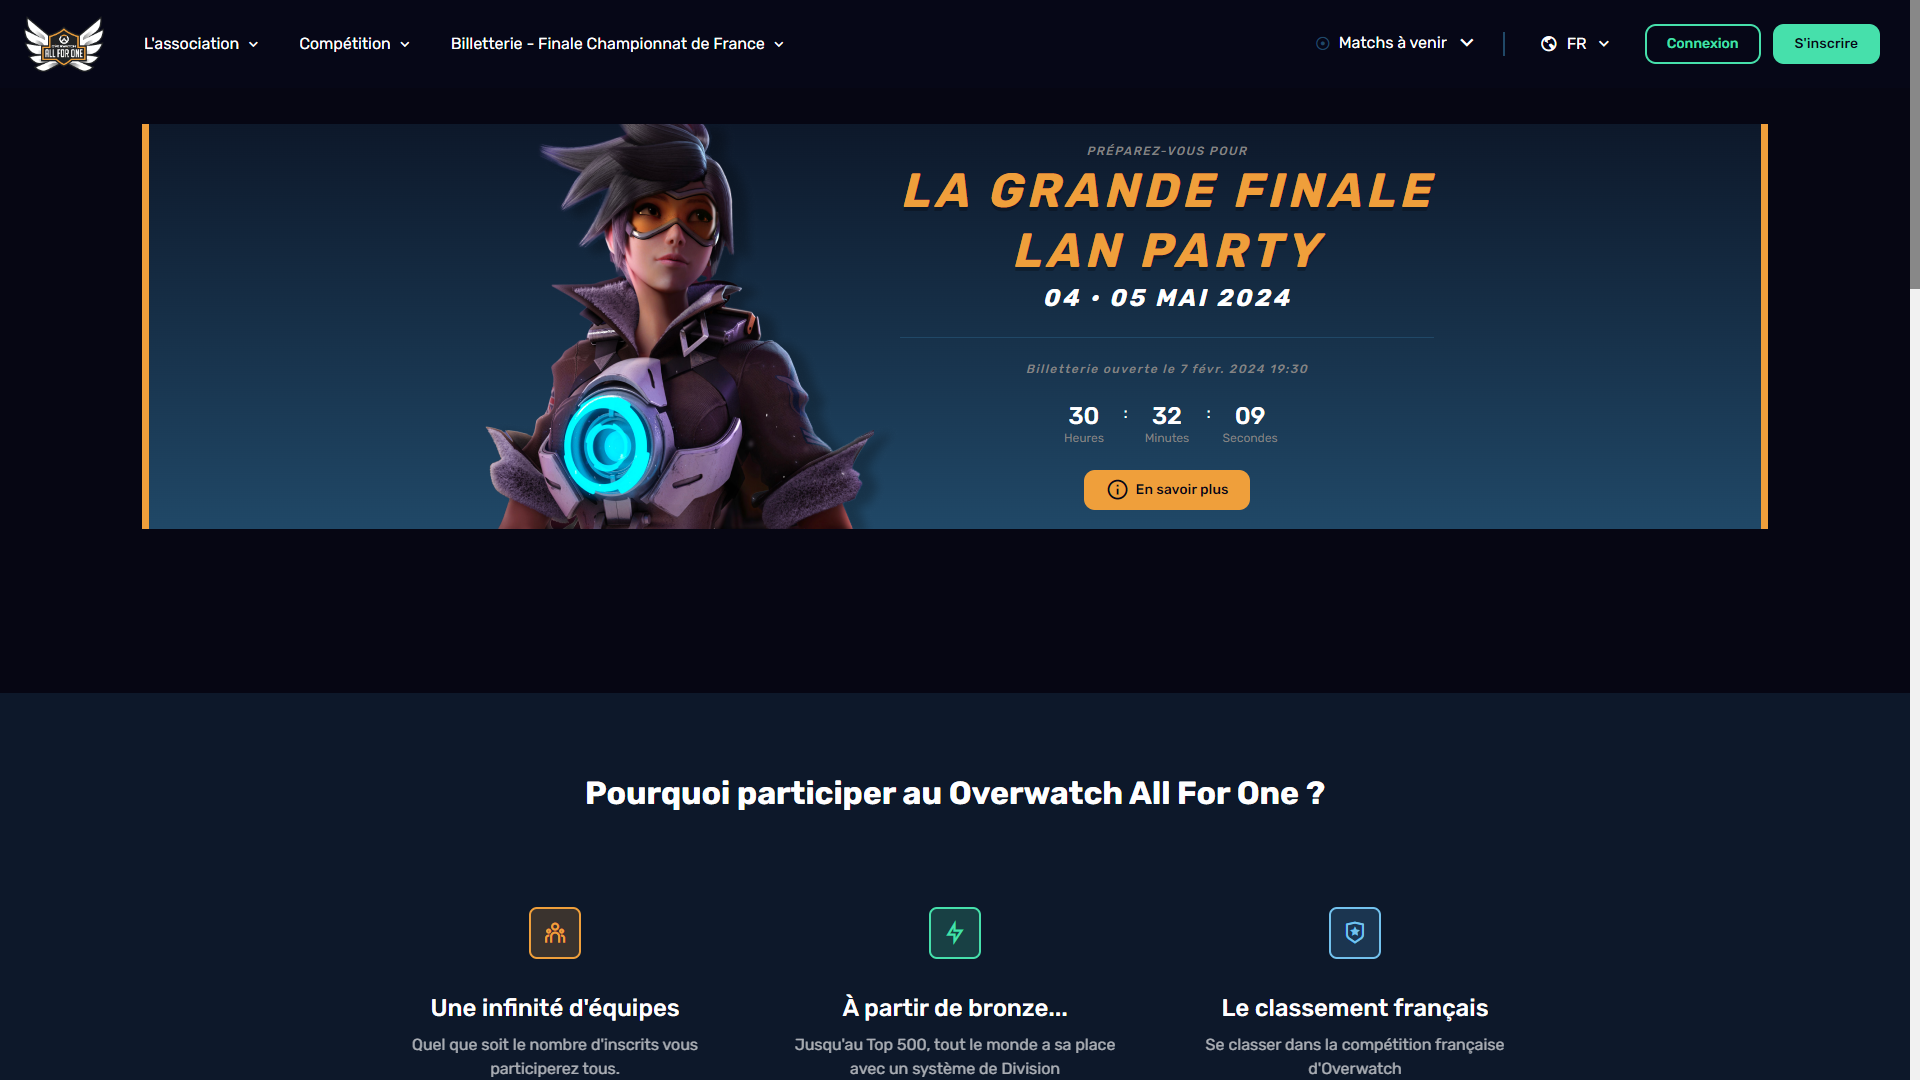 OVERWATCH
ALL FOR ONE
L'association
Compétition
Billetterie - Finale Championnat de France
Matchs à venir
FR
Connexion
S'inscrire
PRÉPAREZ-VOUS POUR
LA GRANDE FINALE
LAN PARTY
04 • 05 MAI 2024
Billetterie ouverte le 7 févr. 2024 19:30
30 : 32 : 09
Heures Minutes Secondes
En savoir plus
Pourquoi participer au Overwatch All For One ?
Une infinité d'équipes
Quel que soit le nombre d'inscrits vous
participerez tous.
À partir de bronze...
Jusqu'au Top 500, tout le monde a sa place
avec un système de Division
Le classement français
Se classer dans la compétition française
d'Overwatch